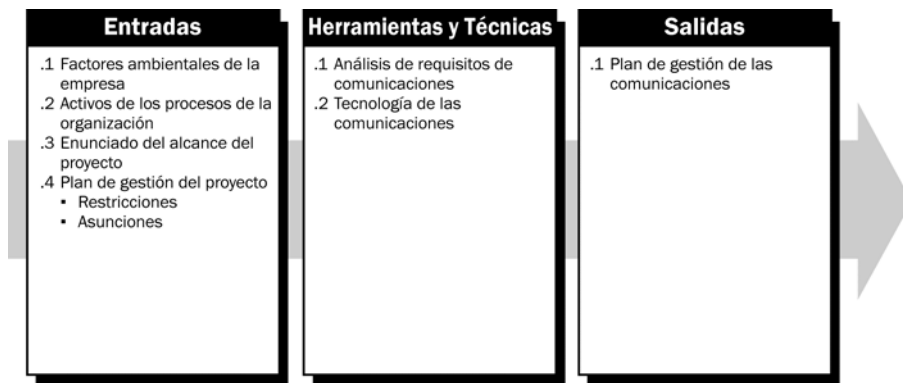 Entradas
.1 Factores ambientales de la
empresa
.2 Activos de los procesos de la
organización
.3 Enunciado del alcance del
proyecto
.4 Plan de gestión del proyecto
▪ Restricciones
▪ Asunciones
Herramientas y Técnicas
.1 Análisis de requisitos de
comunicaciones
.2 Tecnología de las
comunicaciones
Salidas
.1 Plan de gestión de las
comunicaciones